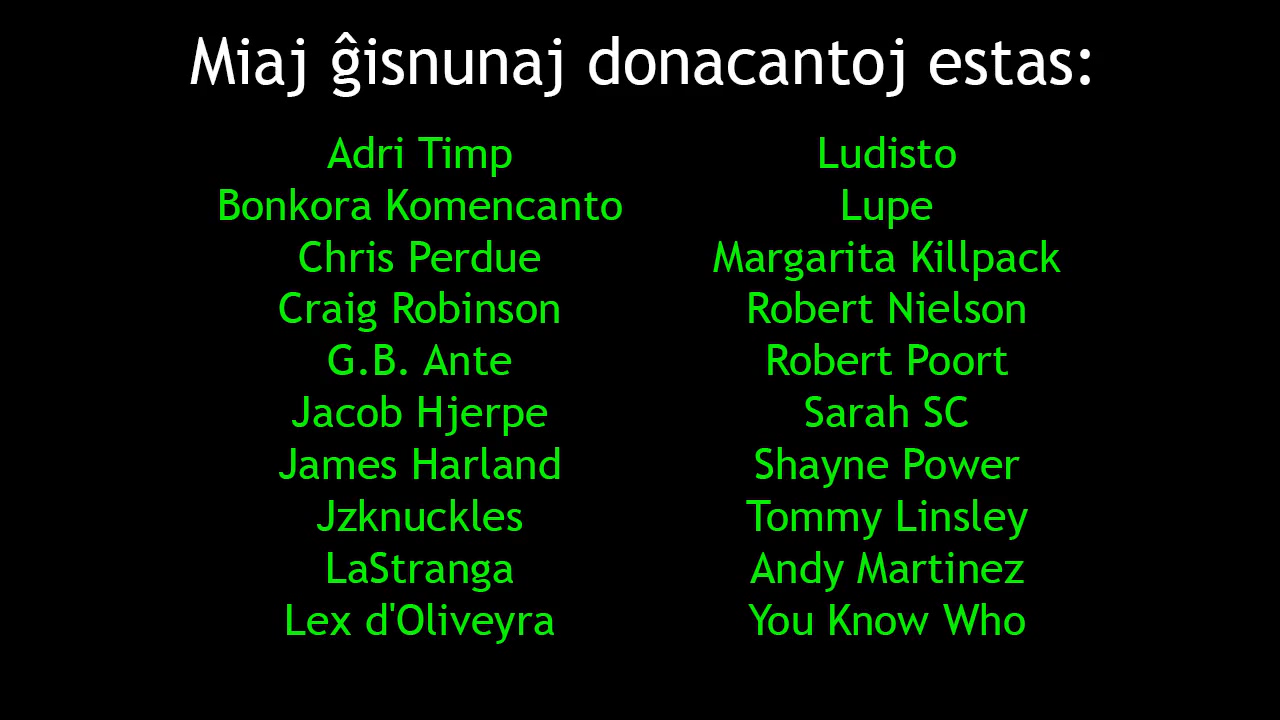 Miaj ĝisnunaj donacantoj estas:
Adri Timp
Bonkora Komencanto
Chris Perdue
Craig Robinson
G.B. Ante
Jacob Hjerpe
James Harland
Jzknuckles
LaStranga
Lex d'Oliveyra
Ludisto
Lupe
Margarita Killpack
Robert Nielson
Robert Poort
Sarah SC
Shayne Power
Tommy Linsley
Andy Martinez
You Know Who